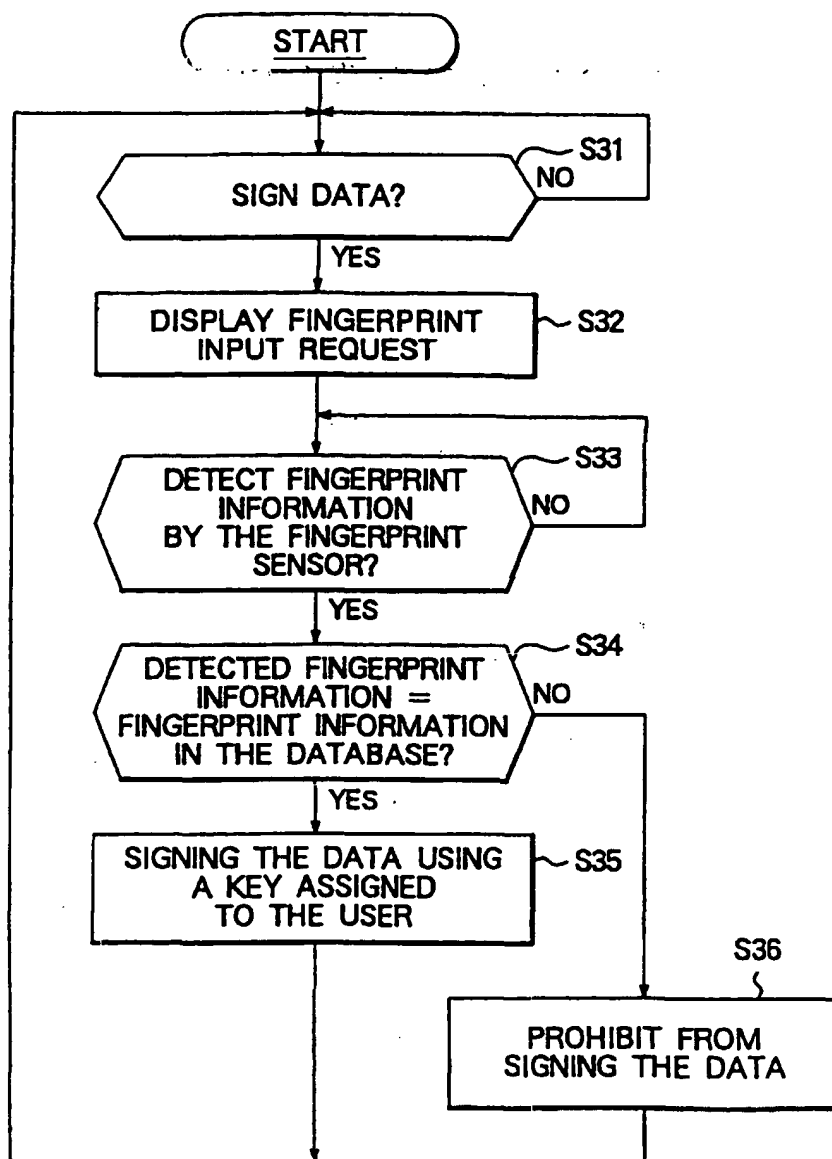 START
S31
NO
SIGN DATA?
YES
DISPLAY FINGERPRINT
INPUT REQUEST
S32
S33
DETECT FINGERPRINT
INFORMATION
BY THE FINGERPRINT
SENSOR?
NO
YES
S34
DETECTED FINGERPRINT
INFORMATION =
FINGERPRINT INFORMATION
IN THE DATABASE?
NO
YES
SIGNING THE DATA USING
A KEY ASSIGNED
TO THE USER
S35
S36
PROHIBIT FROM
SIGNING THE DATA